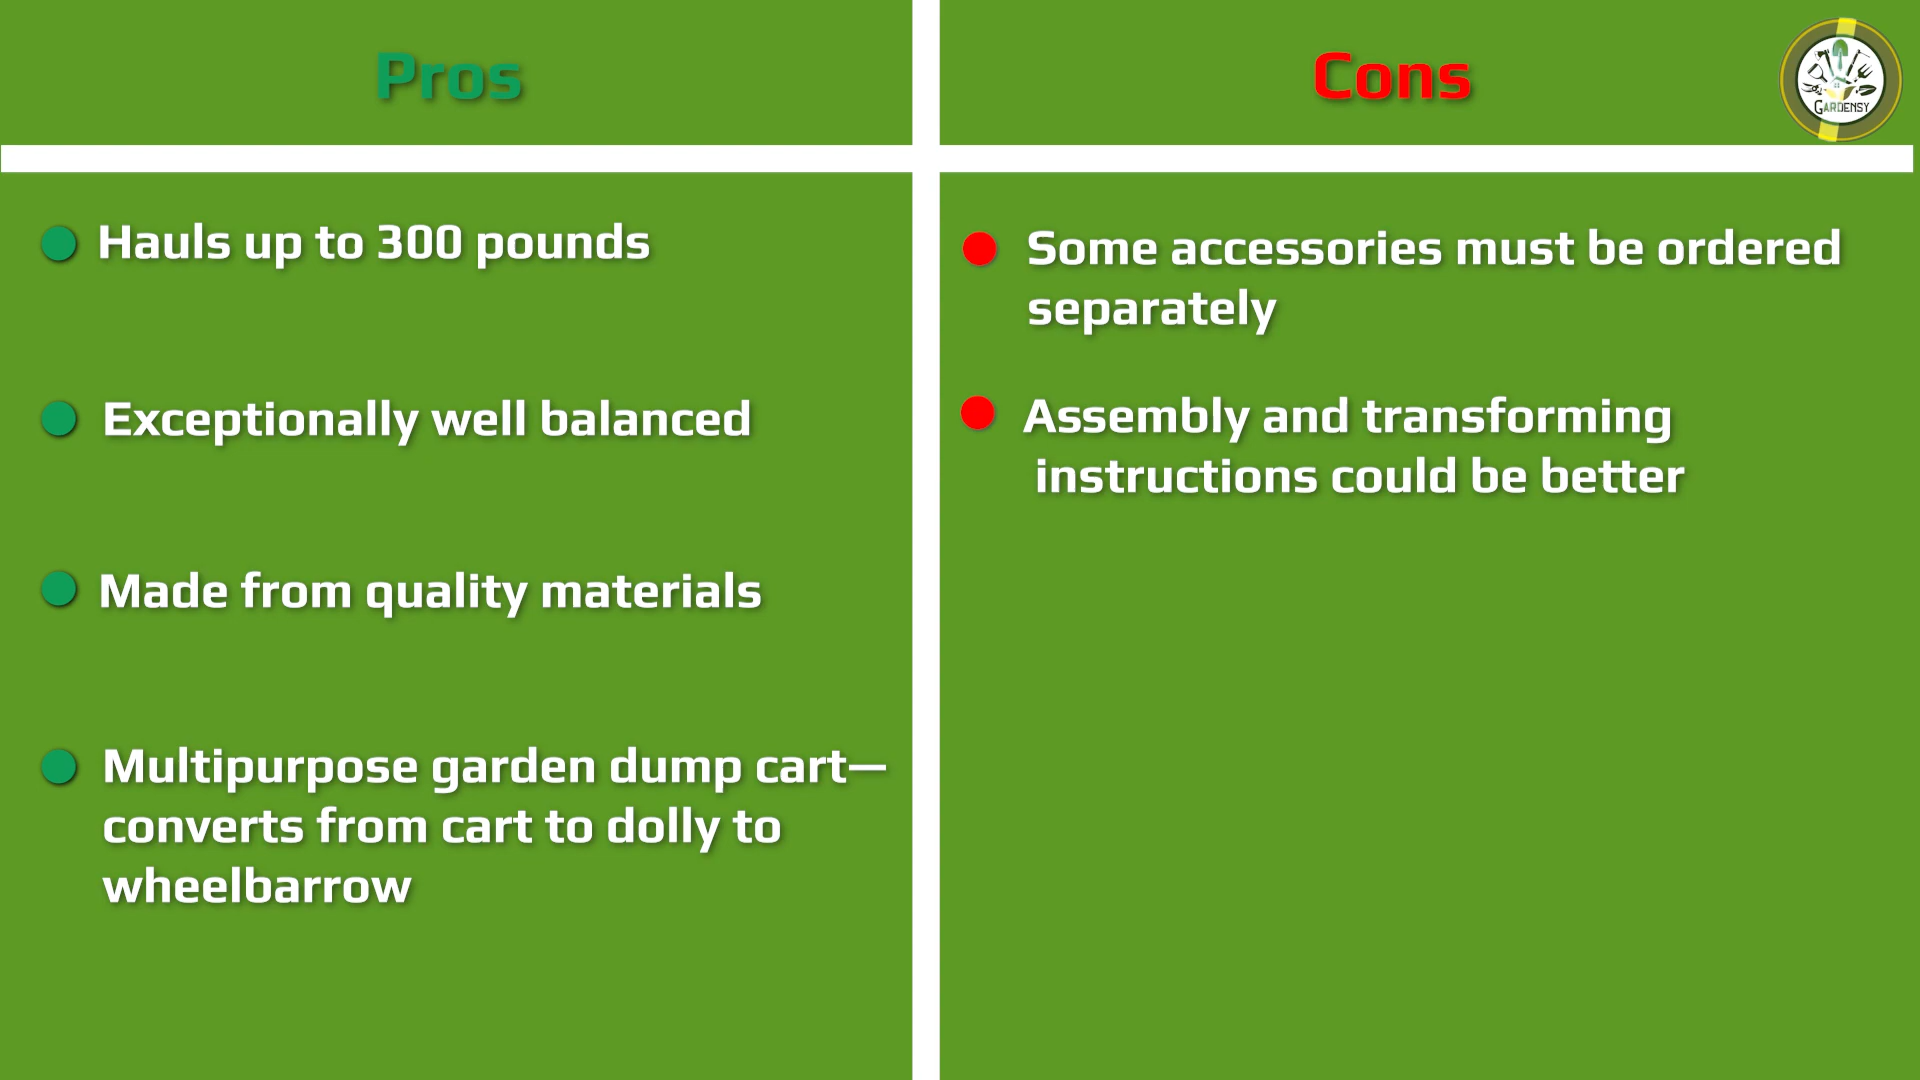 Pros
Cons
GARDENSY
Hauls up to 300 pounds
Exceptionally well balanced
Made from quality materials
Multipurpose garden dump cart—
converts from cart to dolly to
wheelbarrow
Some accessories must be ordered
separately
Assembly and transforming
instructions could be better